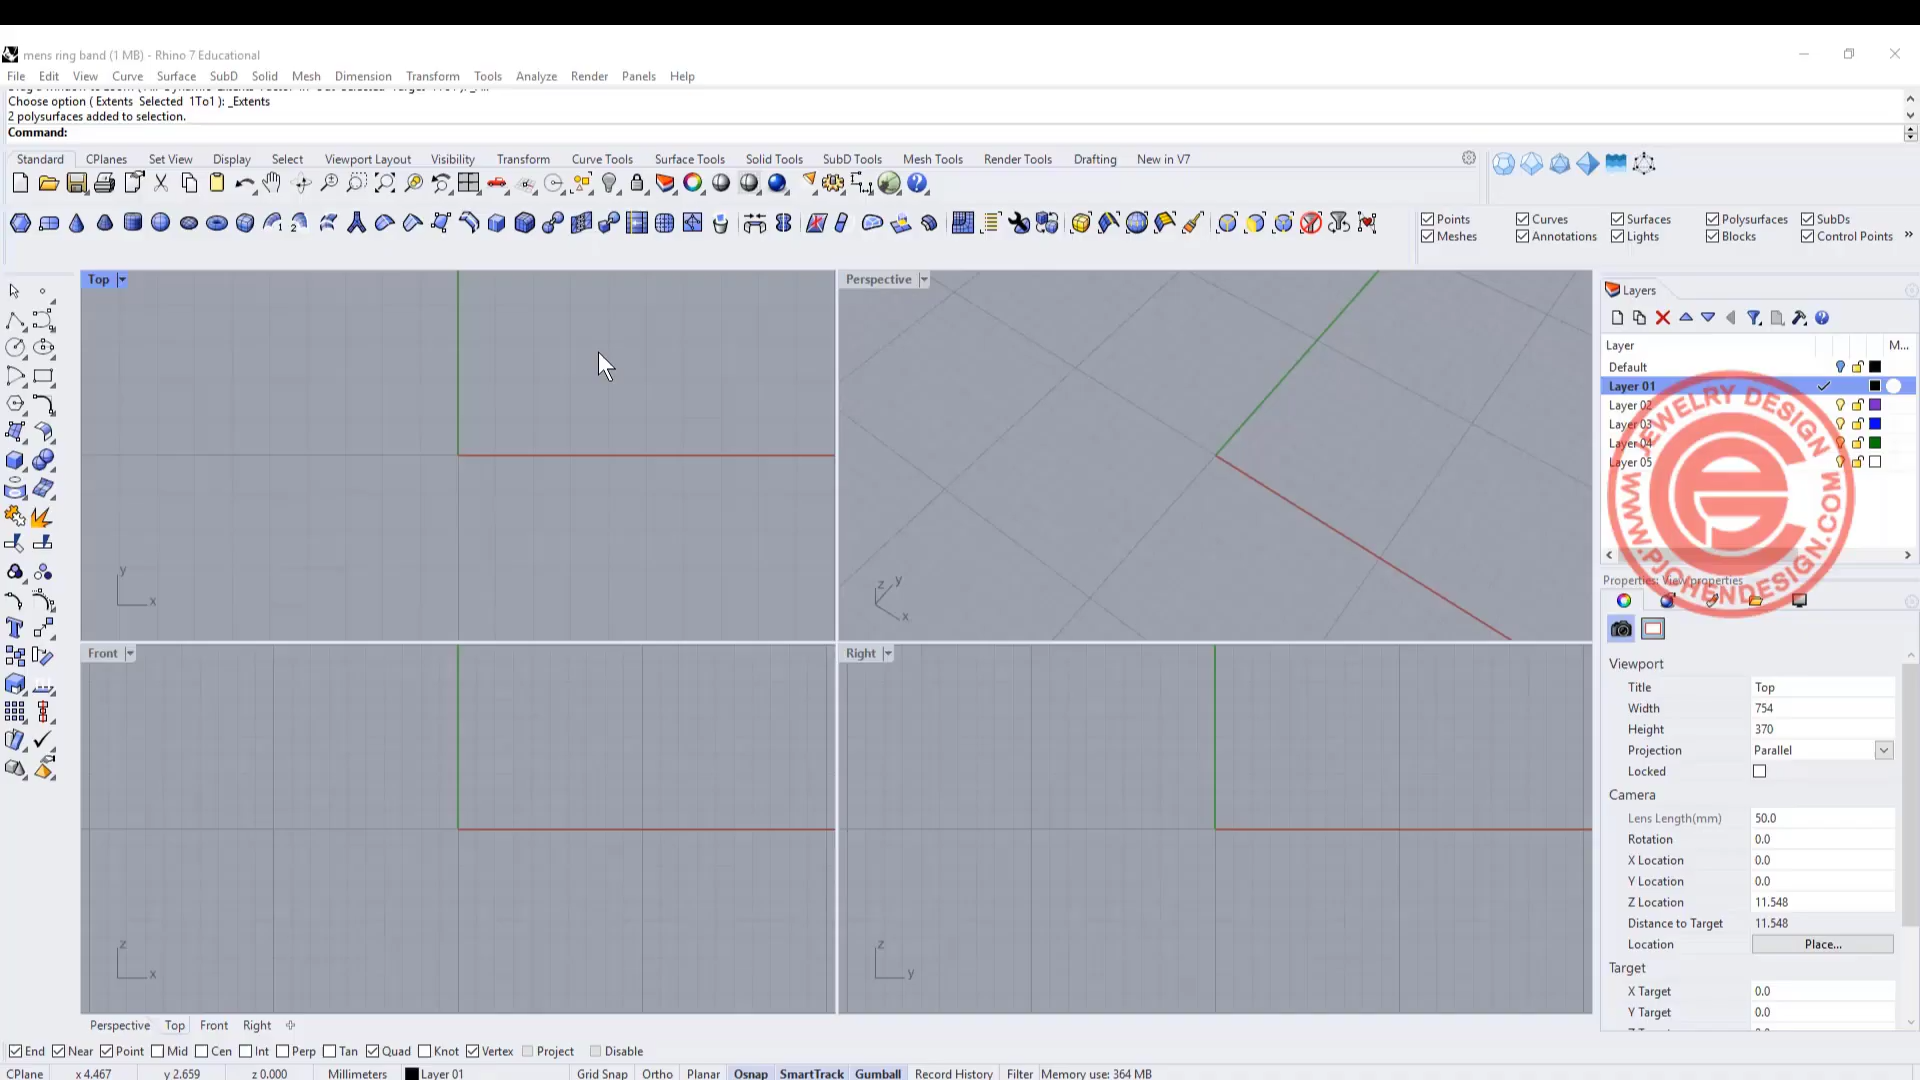 mens ring band (1 MB) - Rhino 7 Educational
File Edit View Curve Surface SubD Solid Mesh Dimension Transform Tools Analyze Render Panels Help
Choose option ( Extents Selected 1To1 ): _Extents
2 polysurfaces added to selection.
Command:
Standard CPlanes Set View Display Select Viewport Layout Visibility Transform Curve Tools Surface Tools Solid Tools SubD Tools Mesh Tools Render Tools Drafting New in V7
Points Curves Surfaces Polysurfaces SubDs
Meshes Annotations Lights Blocks Control Points »
Top
Perspective
Layers
Layer M...
Default
Layer 01
Layer 02
Layer 03
Layer 04
Layer 05
JEWELRY DESIGN
WWW.PJCHENDESIGN.COM
y
x
z y
x
Properties: View properties
Front
Right
Viewport
Title Top
Width 754
Height 370
Projection Parallel
Locked
Camera
Lens Length(mm) 50.0
Rotation 0.0
X Location 0.0
Y Location 0.0
Z Location 11.548
Distance to Target 11.548
Location Place...
Target
X Target 0.0
Y Target 0.0
z
x
z
y
Perspective Top Front Right
End Near Point Mid Cen Int Perp Tan Quad Knot Vertex Project Disable
CPlane x 4.467 y 2.659 z 0.000 Millimeters Layer 01 Grid Snap Ortho Planar Osnap SmartTrack Gumball Record History Filter Memory use: 364 MB